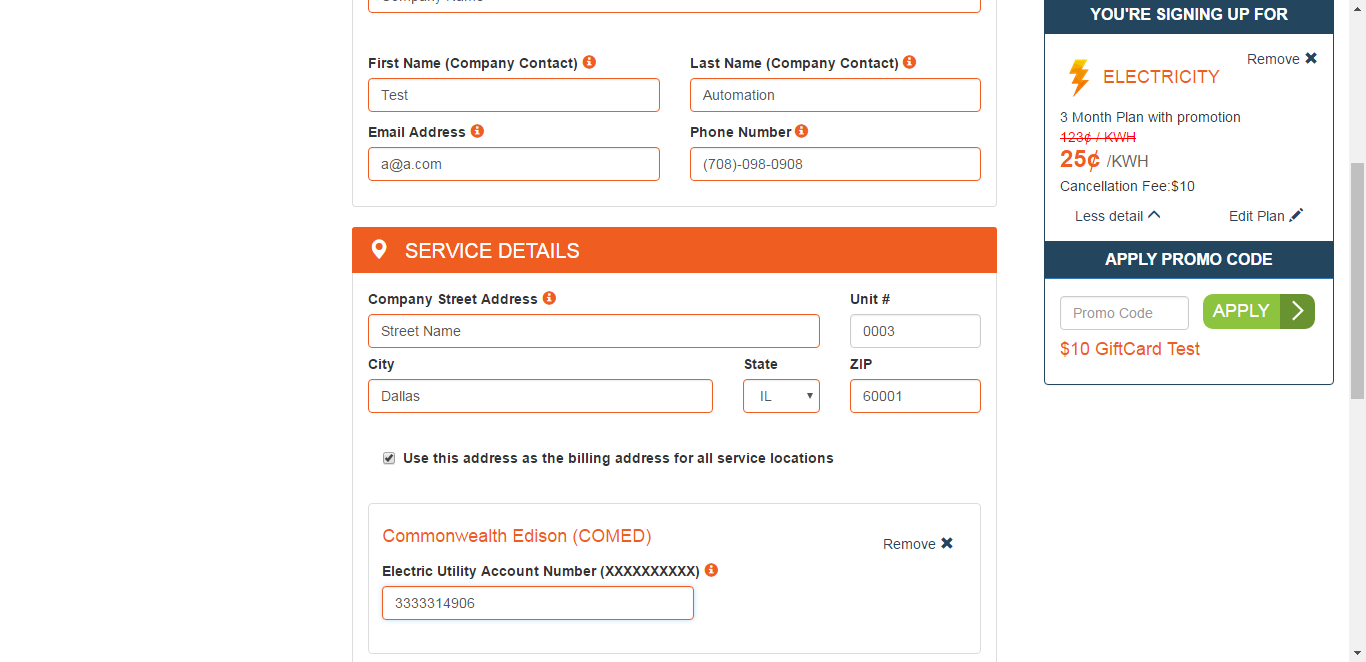 Company Name
First Name (Company Contact)
Last Name (Company Contact)
Test
Automation
Email Address
Phone Number
a@a.com
(708)-098-0908
SERVICE DETAILS
Company Street Address
Unit #
Street Name
0003
City
State
ZIP
Dallas
IL
60001
Use this address as the billing address for all service locations
Commonwealth Edison (COMED)
Remove
Electric Utility Account Number (XXXXXXXXXX)
3333314906
YOU'RE SIGNING UP FOR
Remove
ELECTRICITY
3 Month Plan with promotion
123¢ / KWH
25¢ /KWH
Cancellation Fee:$10
Less detail
Edit Plan
APPLY PROMO CODE
Promo Code
APPLY
$10 GiftCard Test